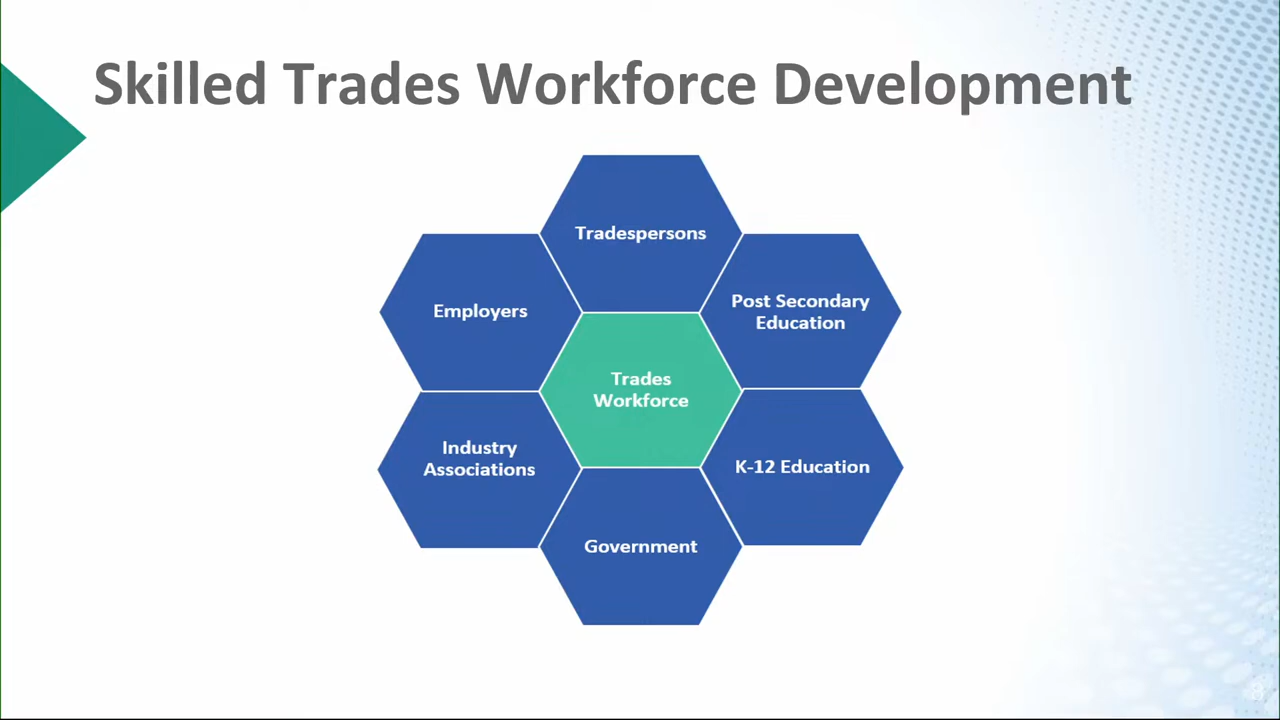 Skilled Trades Workforce Development
Tradespersons
Employers
Post Secondary
Education
Trades
Workforce
Industry
Associations
K-12 Education
Government